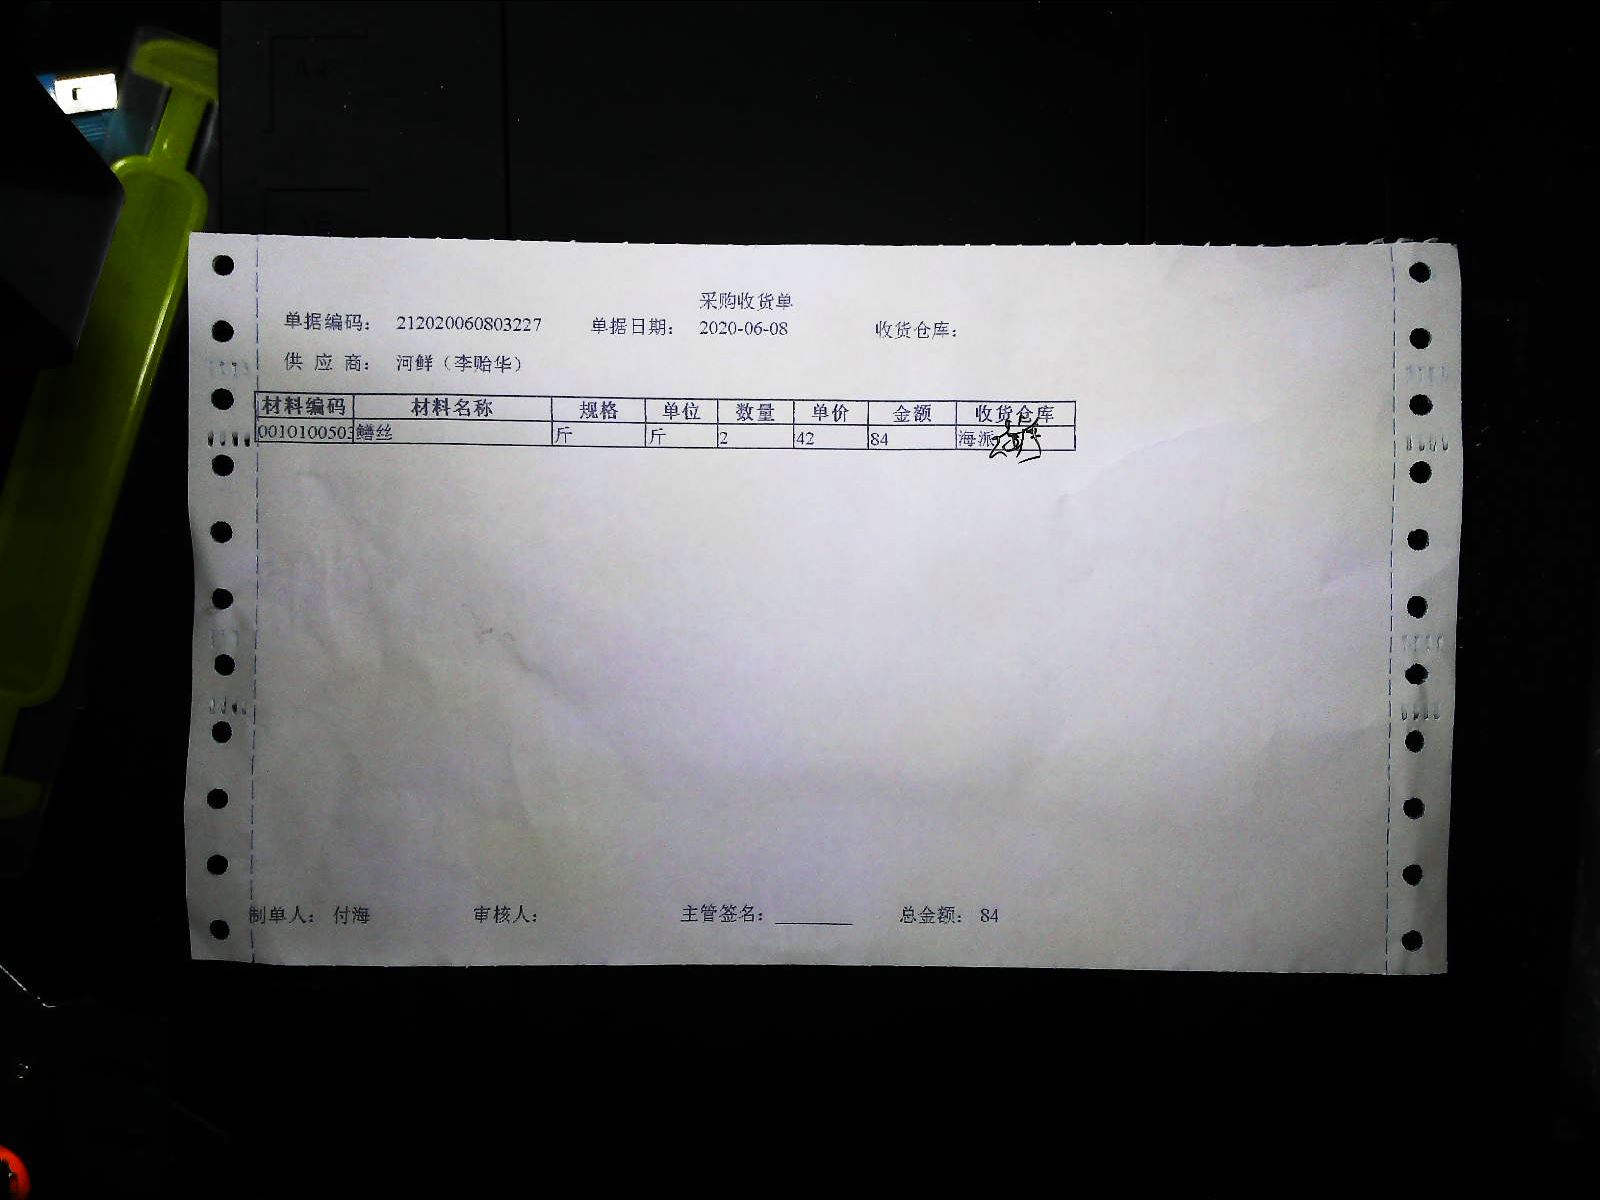 采购收货单
单据编码： 212020060803227 单据日期： 2020-06-08 收货仓库：
供 应 商： 河鲜（李贻华）
材料编码 材料名称 规格 单位 数量 单价 金额 收货仓库
0010100503 鳝丝 斤 斤 2 42 84 海派
制单人： 付海 审核人： 主管签名：________ 总金额： 84